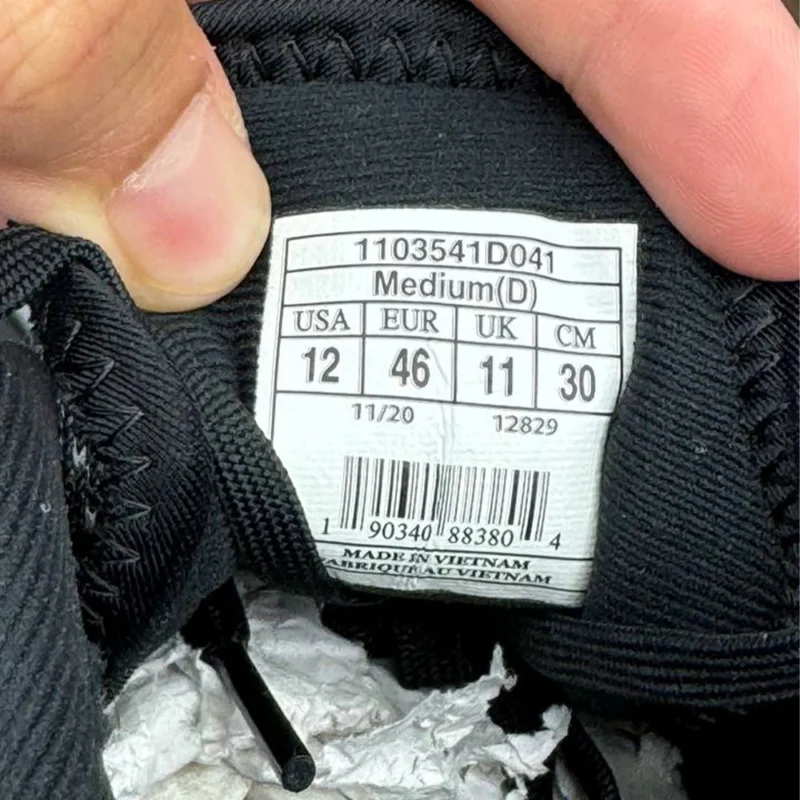 1103541D041
Medium(D)
USA EUR UK CM
12 46 11 30
11/20 12829
1 90340 88380 4
MADE IN VIETNAM
FABRIQUE AU VIETNAM